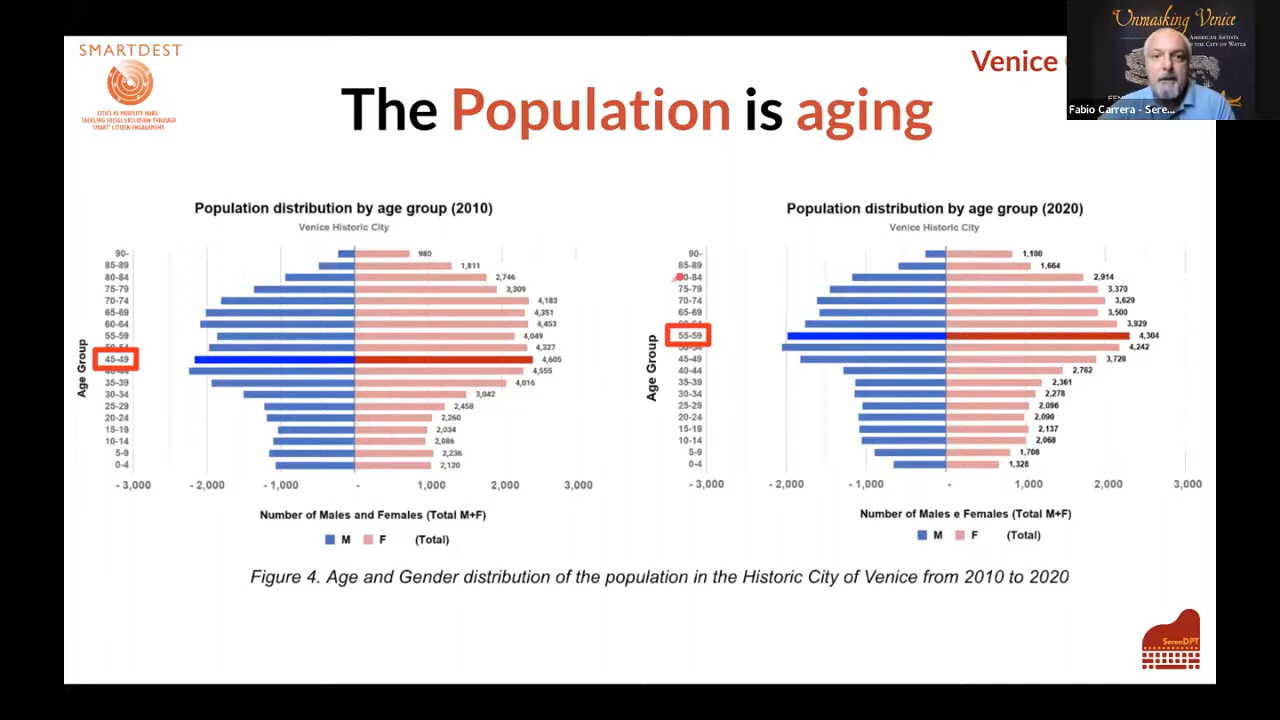 SMARTDEST
CITIES AS MOBILITY HUBS:
TACKLING SOCIAL EXCLUSION THROUGH
'SMART' CITIZEN ENGAGEMENT
Venice
Unmasking Venice
AMERICAN ARTISTS
THE CITY OF WATER
Fabio Carrera - Sere...
The Population is aging
Population distribution by age group (2010)
Venice Historic City
Age Group
90- 980
85-89 1,811
80-84 2,746
75-79 3,309
70-74 4,183
65-69 4,351
60-64 4,453
55-59 4,049
50-54 4,327
45-49 4,605
40-44 4,555
35-39 4,016
30-34 3,042
25-29 2,458
20-24 2,260
15-19 2,034
10-14 2,086
5-9 2,236
0-4 2,120
- 3,000 - 2,000 - 1,000 - 1,000 2,000 3,000
Number of Males and Females (Total M+F)
M F (Total)
Population distribution by age group (2020)
Venice Historic City
Age Group
90- 1,100
85-89 1,664
80-84 2,914
75-79 3,370
70-74 3,629
65-69 3,500
60-64 3,929
55-59 4,304
50-54 4,242
45-49 3,728
40-44 2,762
35-39 2,361
30-34 2,278
25-29 2,096
20-24 2,090
15-19 2,137
10-14 2,068
5-9 1,708
0-4 1,328
- 3,000 - 2,000 - 1,000 - 1,000 2,000 3,000
Number of Males e Females (Total M+F)
M F (Total)
Figure 4. Age and Gender distribution of the population in the Historic City of Venice from 2010 to 2020
SerenDPT